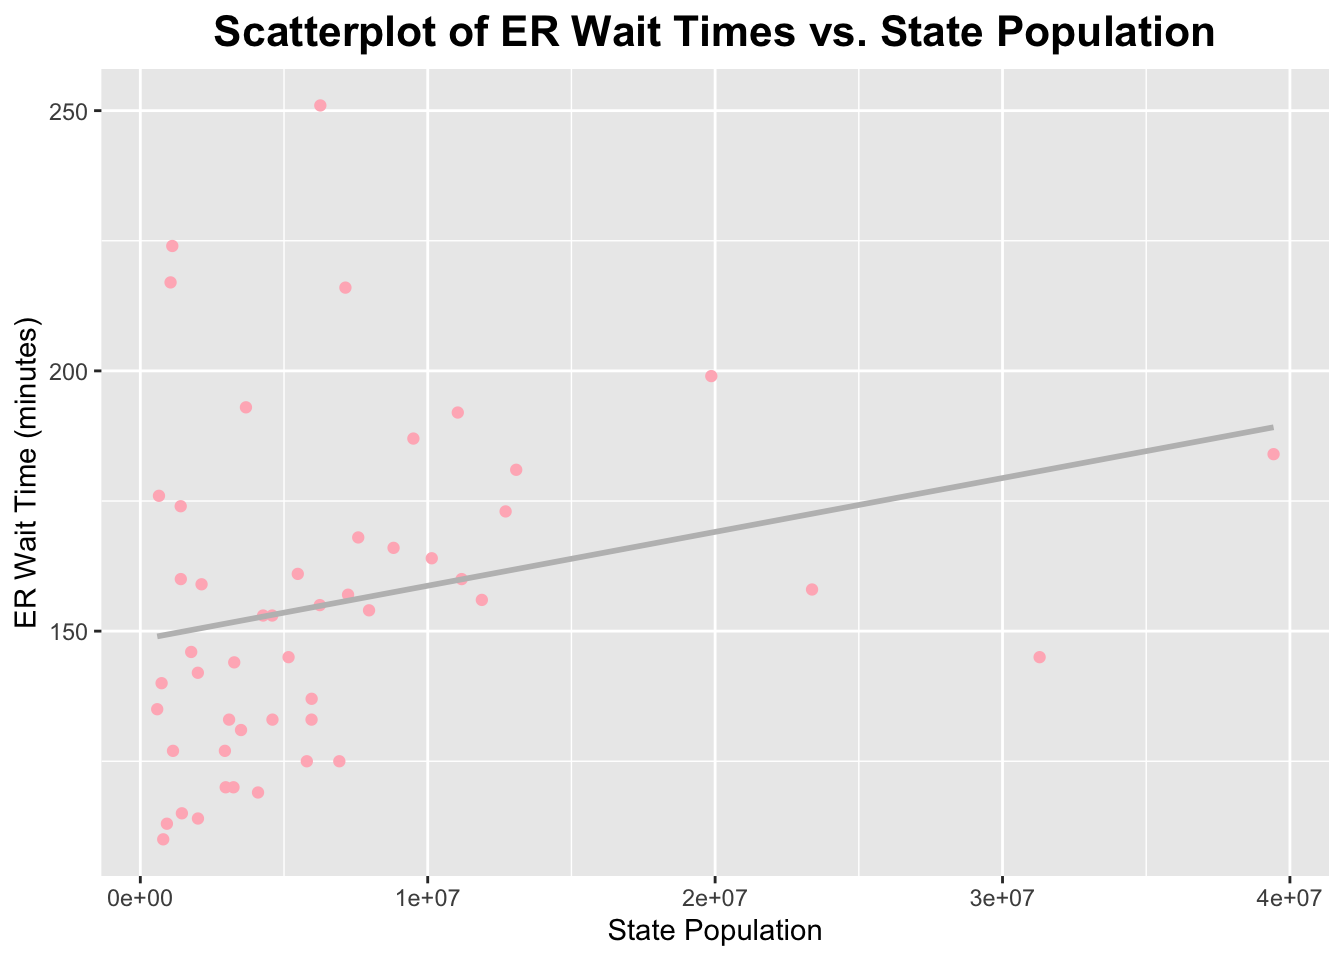 Scatterplot of ER Wait Times vs. State Population
250
200
150
ER Wait Time (minutes)
0e+00 1e+07 2e+07 3e+07 4e+07
State Population